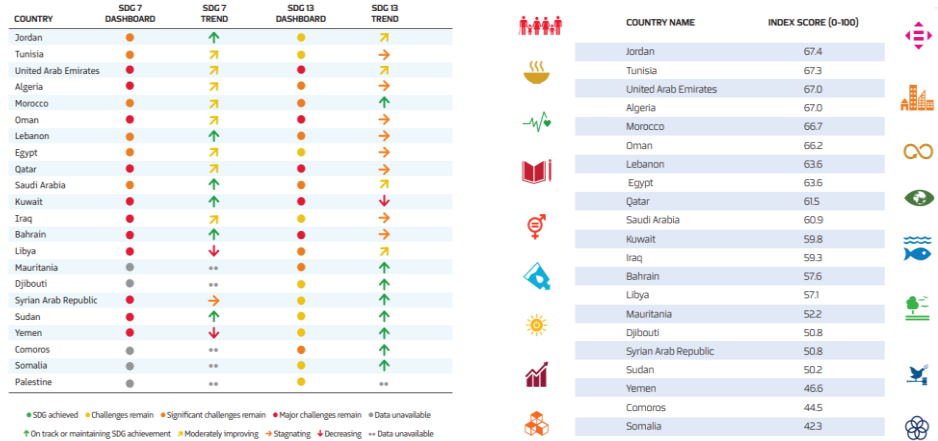 COUNTRY SDG 7 DASHBOARD SDG 7 TREND SDG 13 DASHBOARD SDG 13 TREND
Jordan
Tunisia
United Arab Emirates
Algeria
Morocco
Oman
Lebanon
Egypt
Qatar
Saudi Arabia
Kuwait
Iraq
Bahrain
Libya
Mauritania
Djibouti
Syrian Arab Republic
Sudan
Yemen
Comoros
Somalia
Palestine
SDG achieved Challenges remain Significant challenges remain Major challenges remain Data unavailable
On track or maintaining SDG achievement Moderately improving Stagnating Decreasing Data unavailable
COUNTRY NAME INDEX SCORE (0-100)
Jordan 67.4
Tunisia 67.3
United Arab Emirates 67.0
Algeria 67.0
Morocco 66.7
Oman 66.2
Lebanon 63.6
Egypt 63.6
Qatar 61.5
Saudi Arabia 60.9
Kuwait 59.8
Iraq 59.3
Bahrain 57.6
Libya 57.1
Mauritania 52.2
Djibouti 50.8
Syrian Arab Republic 50.8
Sudan 50.2
Yemen 46.6
Comoros 44.5
Somalia 42.3